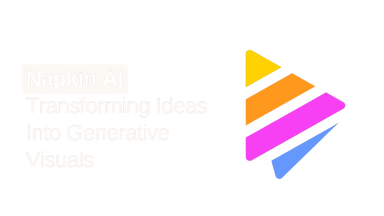 Napkin AI
Transforming Ideas
Into Generative
Visuals